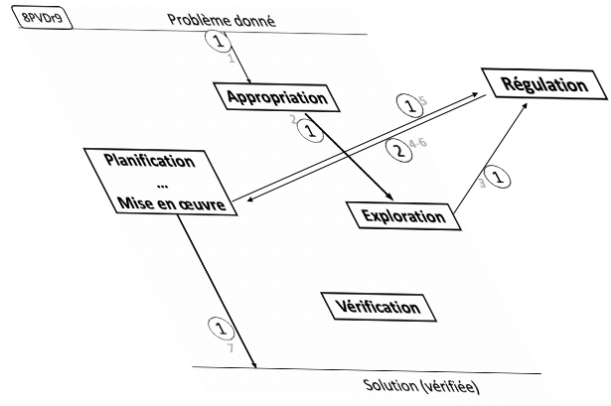 8PVDr9
Problème donné
1
1
Appropriation
Régulation
1 5
2
1
2 4-6
Planification
...
Mise en œuvre
3
1
Exploration
Vérification
1
7
Solution (vérifiée)